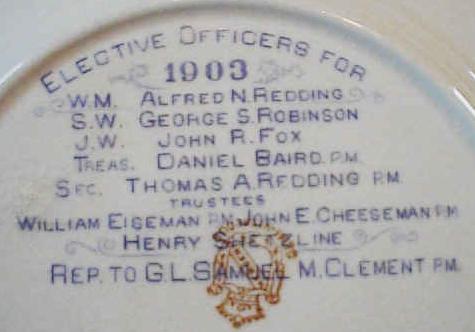 ELECTIVE OFFICERS FOR
1903
W.M. ALFRED N. REDDING
S.W. GEORGE S. ROBINSON
J.W. JOHN R. FOX
TREAS. DANIEL BAIRD. P.M.
SEC. THOMAS A. REDDING P.M.
TRUSTEES
WILLIAM EISEMAN P.M. JOHN E. CHEESEMAN P.M.
HENRY SHETZLINE
REP. TO G.L. SAMUEL M. CLEMENT P.M.